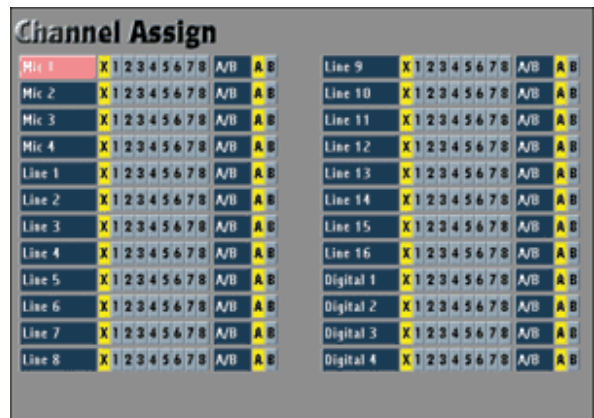 Channel Assign
Mic 1 X 1 2 3 4 5 6 7 8 A/B A B
Mic 2 X 1 2 3 4 5 6 7 8 A/B A B
Mic 3 X 1 2 3 4 5 6 7 8 A/B A B
Mic 4 X 1 2 3 4 5 6 7 8 A/B A B
Line 1 X 1 2 3 4 5 6 7 8 A/B A B
Line 2 X 1 2 3 4 5 6 7 8 A/B A B
Line 3 X 1 2 3 4 5 6 7 8 A/B A B
Line 4 X 1 2 3 4 5 6 7 8 A/B A B
Line 5 X 1 2 3 4 5 6 7 8 A/B A B
Line 6 X 1 2 3 4 5 6 7 8 A/B A B
Line 7 X 1 2 3 4 5 6 7 8 A/B A B
Line 8 X 1 2 3 4 5 6 7 8 A/B A B
Line 9 X 1 2 3 4 5 6 7 8 A/B A B
Line 10 X 1 2 3 4 5 6 7 8 A/B A B
Line 11 X 1 2 3 4 5 6 7 8 A/B A B
Line 12 X 1 2 3 4 5 6 7 8 A/B A B
Line 13 X 1 2 3 4 5 6 7 8 A/B A B
Line 14 X 1 2 3 4 5 6 7 8 A/B A B
Line 15 X 1 2 3 4 5 6 7 8 A/B A B
Line 16 X 1 2 3 4 5 6 7 8 A/B A B
Digital 1 X 1 2 3 4 5 6 7 8 A/B A B
Digital 2 X 1 2 3 4 5 6 7 8 A/B A B
Digital 3 X 1 2 3 4 5 6 7 8 A/B A B
Digital 4 X 1 2 3 4 5 6 7 8 A/B A B